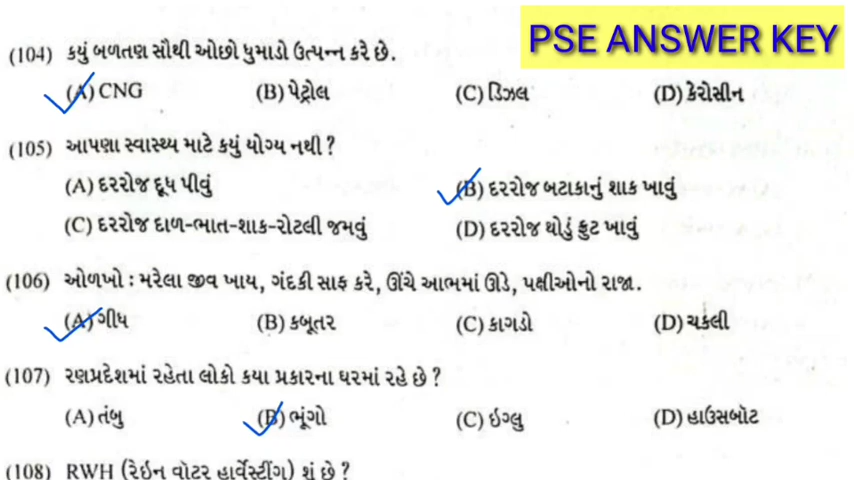 PSE ANSWER KEY
(104) કયું બળતણ સૌથી ઓછો ધુમાડો ઉત્પન્ન કરે છે.
(A) CNG (B) પેટ્રોલ (C) ડિઝલ (D) કેરોસીન
(105) આપણા સ્વાસ્થ્ય માટે કયું યોગ્ય નથી ?
(A) દરરોજ દૂધ પીવું (B) દરરોજ બટાકાનું શાક ખાવું
(C) દરરોજ દાળ-ભાત-શાક-રોટલી જમવું (D) દરરોજ થોડું ફ્રુટ ખાવું
(106) ઓળખો : મરેલા જીવ ખાય, ગંદકી સાફ કરે, ઊંચે આભમાં ઊડે, પક્ષીઓનો રાજા.
(A) ગીધ (B) કબૂતર (C) કાગડો (D) ચકલી
(107) રણપ્રદેશમાં રહેતા લોકો કયા પ્રકારના ઘરમાં રહે છે ?
(A) તંબુ (B) ભૂંગો (C) ઇગ્લુ (D) હાઉસબૉટ
(108) RWH (રેઇન વૉટર હાર્વેસ્ટીંગ) શું છે ?